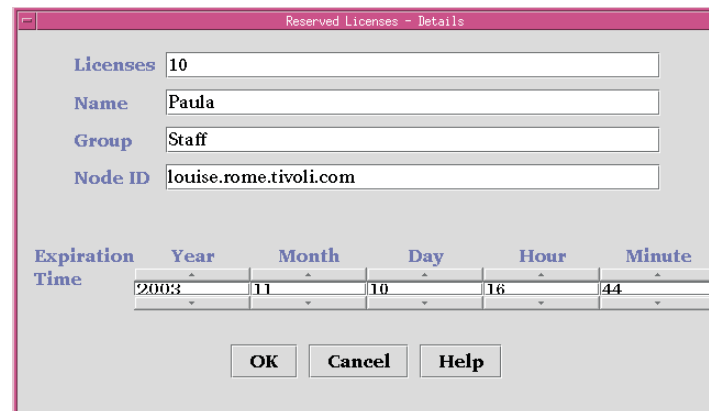 Reserved Licenses - Details
Licenses 10
Name Paula
Group Staff
Node ID louise.rome.tivoli.com
Expiration Time Year Month Day Hour Minute
2003 11 10 16 44
OK Cancel Help